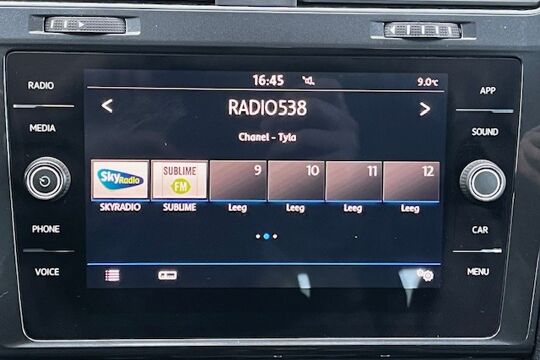 16:45
9.0°C
RADIO538
Chanel - Tyla
Sky Radio
SUBLIME
FM
9
10
11
12
SKYRADIO
SUBLIME
Leeg
Leeg
Leeg
Leeg
RADIO
MEDIA
PHONE
VOICE
APP
SOUND
CAR
MENU